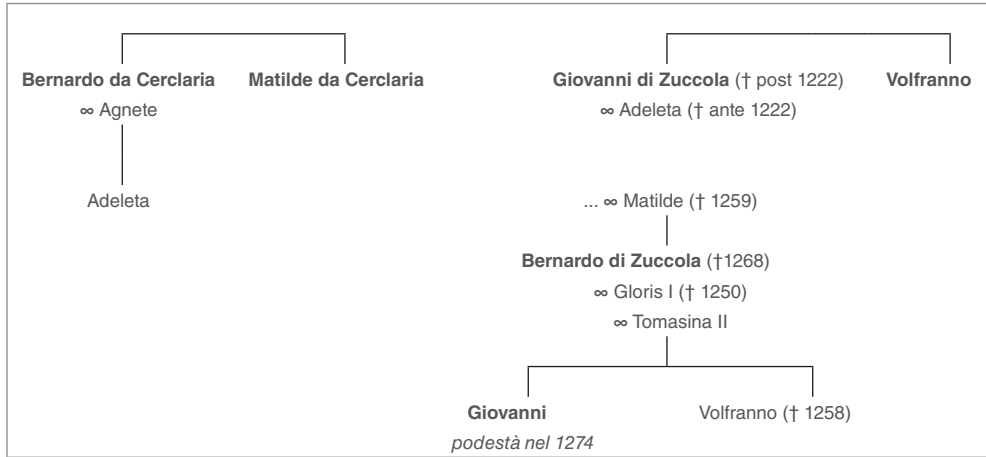 Bernardo da Cerclaria Matilde da Cerclaria Giovanni di Zuccola († post 1222) Volfranno
∞ Agnete ∞ Adeleta († ante 1222)
Adeleta ... ∞ Matilde († 1259)
Bernardo di Zuccola (†1268)
∞ Gloris I († 1250)
∞ Tomasina II
Giovanni Volfranno († 1258)
podestà nel 1274